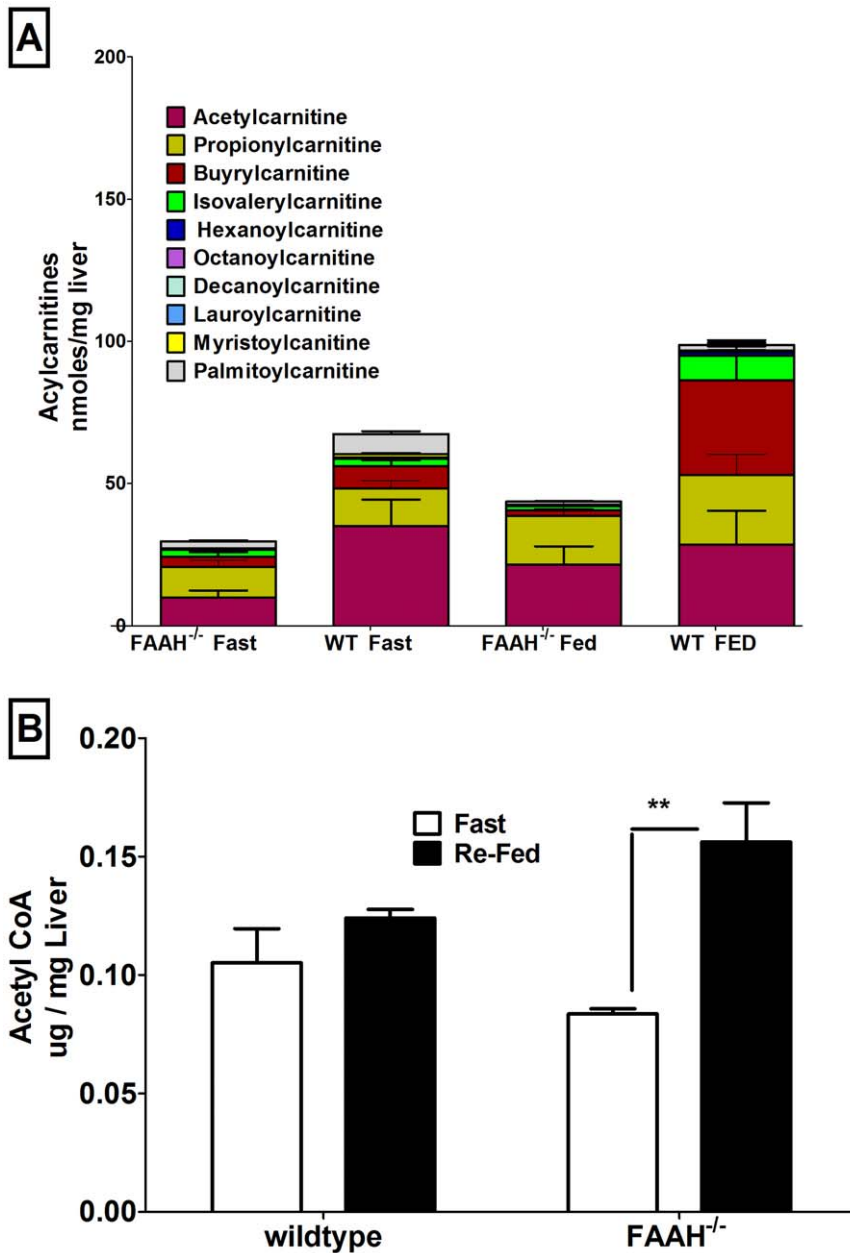 A
200
150
100
50
0
Acylcarnitines
nmoles/mg liver
Acetylcarnitine
Propionylcarnitine
Buyrylcarnitine
Isovalerylcarnitine
Hexanoylcarnitine
Octanoylcarnitine
Decanoylcarnitine
Lauroylcarnitine
Myristoylcanitine
Palmitoylcarnitine
FAAH-/- Fast
WT Fast
FAAH-/- Fed
WT FED
B
0.20
0.15
0.10
0.05
0.00
Acetyl CoA
ug / mg Liver
Fast
Re-Fed
**
wildtype
FAAH-/-